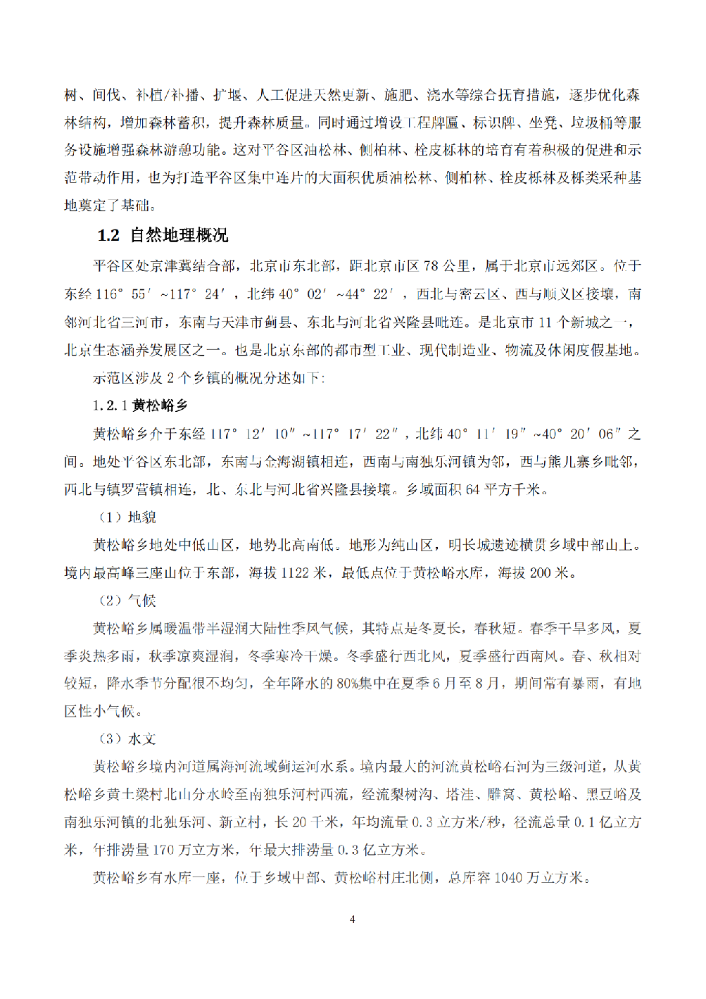 树、间伐、补植/补播、扩堰、人工促进天然更新、施肥、浇水等综合抚育措施，逐步优化森
林结构，增加森林蓄积，提升森林质量。同时通过增设工程牌匾、标识牌、坐凳、垃圾桶等服
务设施增强森林游憩功能。这对平谷区油松林、侧柏林、栓皮栎林的培育有着积极的促进和示
范带动作用，也为打造平谷区集中连片的大面积优质油松林、侧柏林、栓皮栎林及栎类采种基
地奠定了基础。
1.2 自然地理概况
平谷区处京津冀结合部，北京市东北部，距北京市区 78 公里，属于北京市远郊区。位于
东经 116° 55′ ~117° 24′ ，北纬 40° 02′ ~44° 22′ ，西北与密云区、西与顺义区接壤，南
邻河北省三河市，东南与天津市蓟县、东北与河北省兴隆县毗连。是北京市 11 个新城之一，
北京生态涵养发展区之一。也是北京东部的都市型工业、现代制造业、物流及休闲度假基地。
示范区涉及 2 个乡镇的概况分述如下：
1.2.1 黄松峪乡
黄松峪乡介于东经 117° 12′ 10″ ~117° 17′ 22″ ，北纬 40° 11′ 19″ ~40° 20′ 06″ 之
间。地处平谷区东北部，东南与金海湖镇相连，西南与南独乐河镇为邻，西与熊儿寨乡毗邻，
西北与镇罗营镇相连，北、东北与河北省兴隆县接壤。乡域面积 64 平方千米。
（1）地貌
黄松峪乡地处中低山区，地势北高南低。地形为纯山区，明长城遗迹横贯乡域中部山上。
境内最高峰三座山位于东部，海拔 1122 米，最低点位于黄松峪水库，海拔 200 米。
（2）气候
黄松峪乡属暖温带半湿润大陆性季风气候，其特点是冬夏长，春秋短。春季干旱多风，夏
季炎热多雨，秋季凉爽湿润，冬季寒冷干燥。冬季盛行西北风，夏季盛行西南风。春、秋相对
较短，降水季节分配很不均匀，全年降水的 80%集中在夏季 6 月至 8 月，期间常有暴雨，有地
区性小气候。
（3）水文
黄松峪乡境内河道属海河流域蓟运河水系。境内最大的河流黄松峪石河为三级河道，从黄
松峪乡黄土梁村北山分水岭至南独乐河村西流，经流梨树沟、塔洼、雕窝、黄松峪、黑豆峪及
南独乐河镇的北独乐河、新立村，长 20 千米，年均流量 0.3 立方米/秒，径流总量 0.1 亿立方
米，年排涝量 170 万立方米，年最大排涝量 0.3 亿立方米。
黄松峪乡有水库一座，位于乡域中部、黄松峪村庄北侧，总库容 1040 万立方米。
4